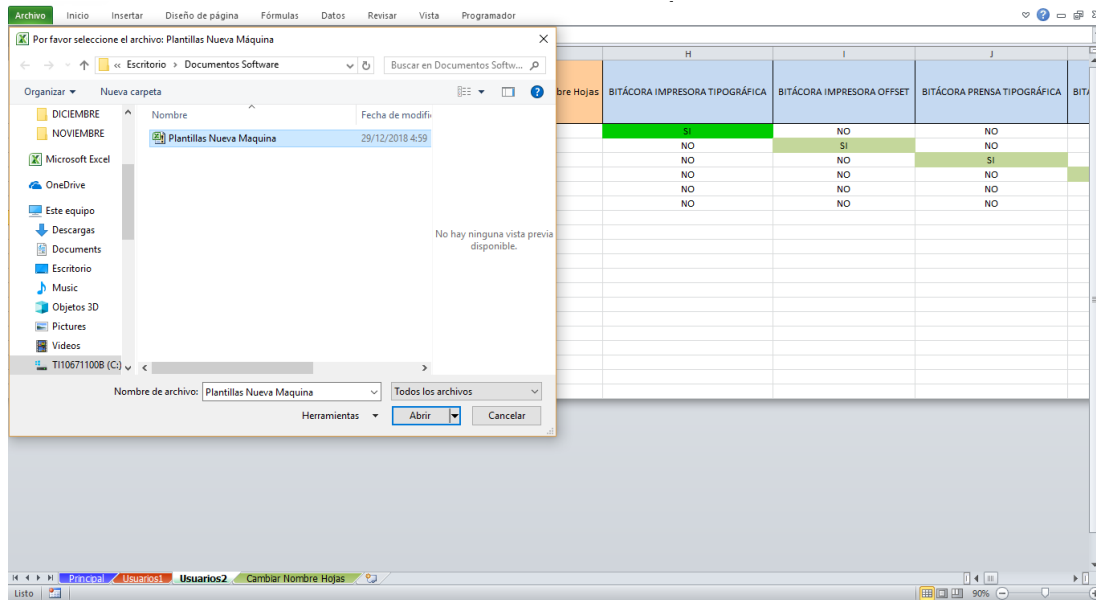 Archivo Inicio Insertar Diseño de página Fórmulas Datos Revisar Vista Programador
Por favor seleccione el archivo: Plantillas Nueva Máquina
« Escritorio > Documentos Software
Buscar en Documentos Softw...
Organizar Nueva carpeta
DICIEMBRE
NOVIEMBRE
Microsoft Excel
OneDrive
Este equipo
Descargas
Documents
Escritorio
Music
Objetos 3D
Pictures
Videos
TI10671100B (C:)
Nombre Fecha de modifi
Plantillas Nueva Maquina 29/12/2018 4:59
No hay ninguna vista previa
disponible.
Nombre de archivo: Plantillas Nueva Maquina Todos los archivos
Herramientas Abrir Cancelar
H I J
bre Hojas BITÁCORA IMPRESORA TIPOGRÁFICA BITÁCORA IMPRESORA OFFSET BITÁCORA PRENSA TIPOGRÁFICA BITÁ
SI NO NO
NO SI NO
NO NO SI
NO NO NO
NO NO NO
NO NO NO
Principal Usuarios1 Usuarios2 Cambiar Nombre Hojas
Listo 90%